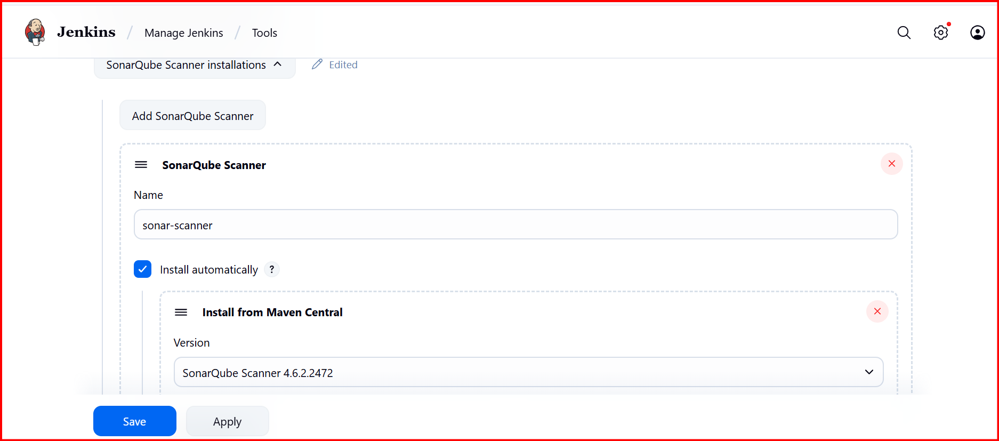 Jenkins / Manage Jenkins / Tools
SonarQube Scanner installations Edited
Add SonarQube Scanner
SonarQube Scanner
Name
sonar-scanner
Install automatically ?
Install from Maven Central
Version
SonarQube Scanner 4.6.2.2472
Save Apply